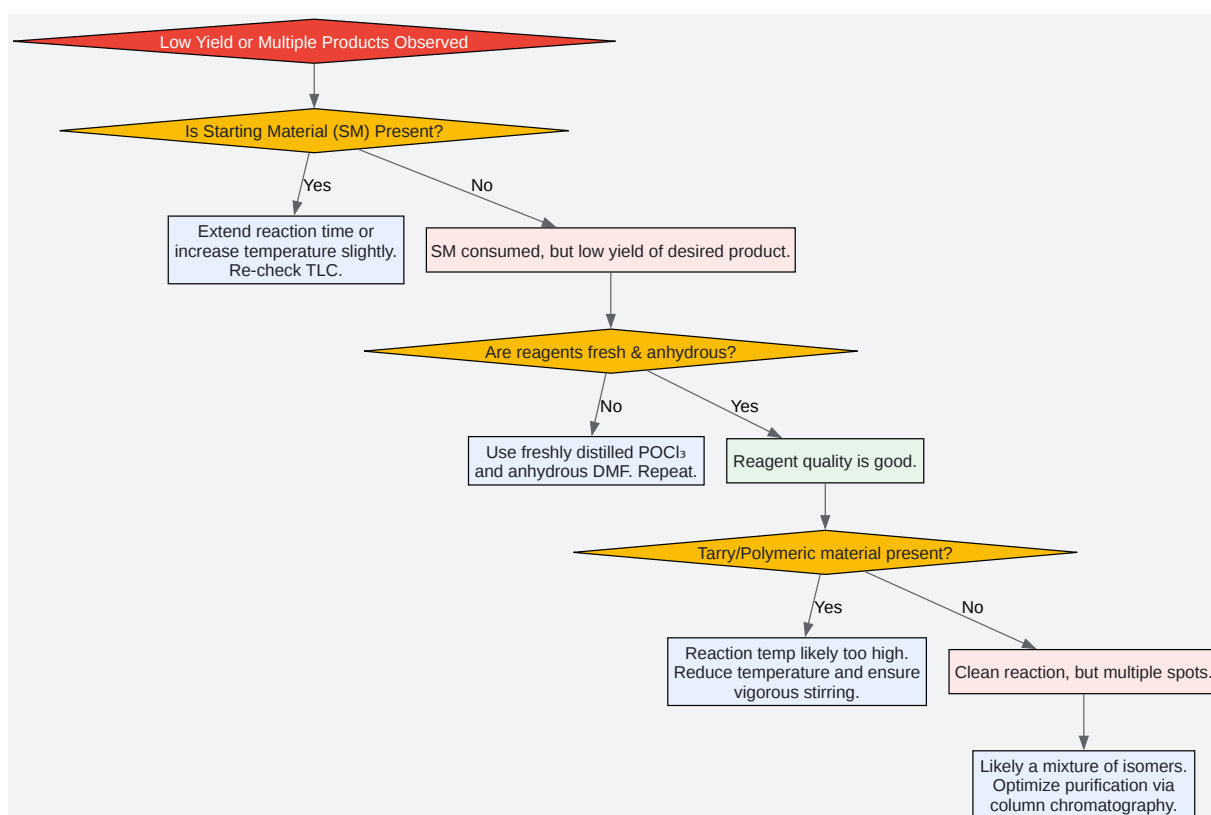 Low Yield or Multiple Products Observed
Is Starting Material (SM) Present?
Yes
No
Extend reaction time or
increase temperature slightly.
Re-check TLC.
SM consumed, but low yield of desired product.
Are reagents fresh & anhydrous?
No
Yes
Use freshly distilled POCl₃
and anhydrous DMF. Repeat.
Reagent quality is good.
Tarry/Polymeric material present?
Yes
No
Reaction temp likely too high.
Reduce temperature and ensure
vigorous stirring.
Clean reaction, but multiple spots.
Likely a mixture of isomers.
Optimize purification via
column chromatography.